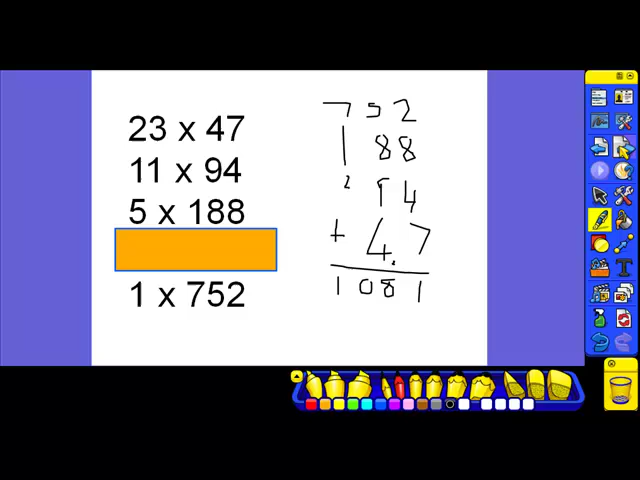 23 x 47
11 x 94
5 x 188
1 x 752
752
188
94
+ 47
1081